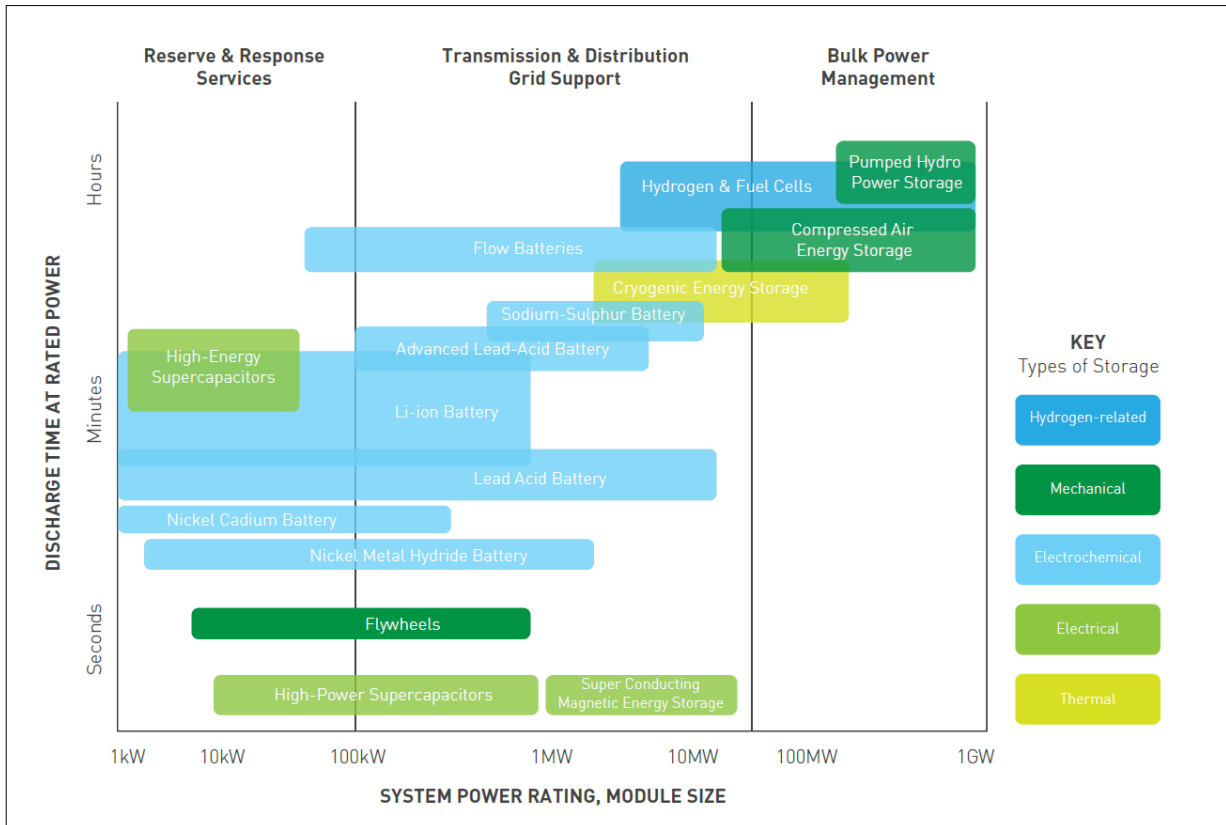 Reserve & Response
Services
Transmission & Distribution
Grid Support
Bulk Power
Management
DISCHARGE TIME AT RATED POWER
Hours
Minutes
Seconds
Pumped Hydro
Power Storage
Hydrogen & Fuel Cells
Compressed Air
Energy Storage
Flow Batteries
Cryogenic Energy Storage
Sodium-Sulphur Battery
Advanced Lead-Acid Battery
High-Energy
Supercapacitors
Li-ion Battery
Lead Acid Battery
Nickel Cadium Battery
Nickel Metal Hydride Battery
Flywheels
High-Power Supercapacitors
Super Conducting
Magnetic Energy Storage
1kW
10kW
100kW
1MW
10MW
100MW
1GW
SYSTEM POWER RATING, MODULE SIZE
KEY
Types of Storage
Hydrogen-related
Mechanical
Electrochemical
Electrical
Thermal